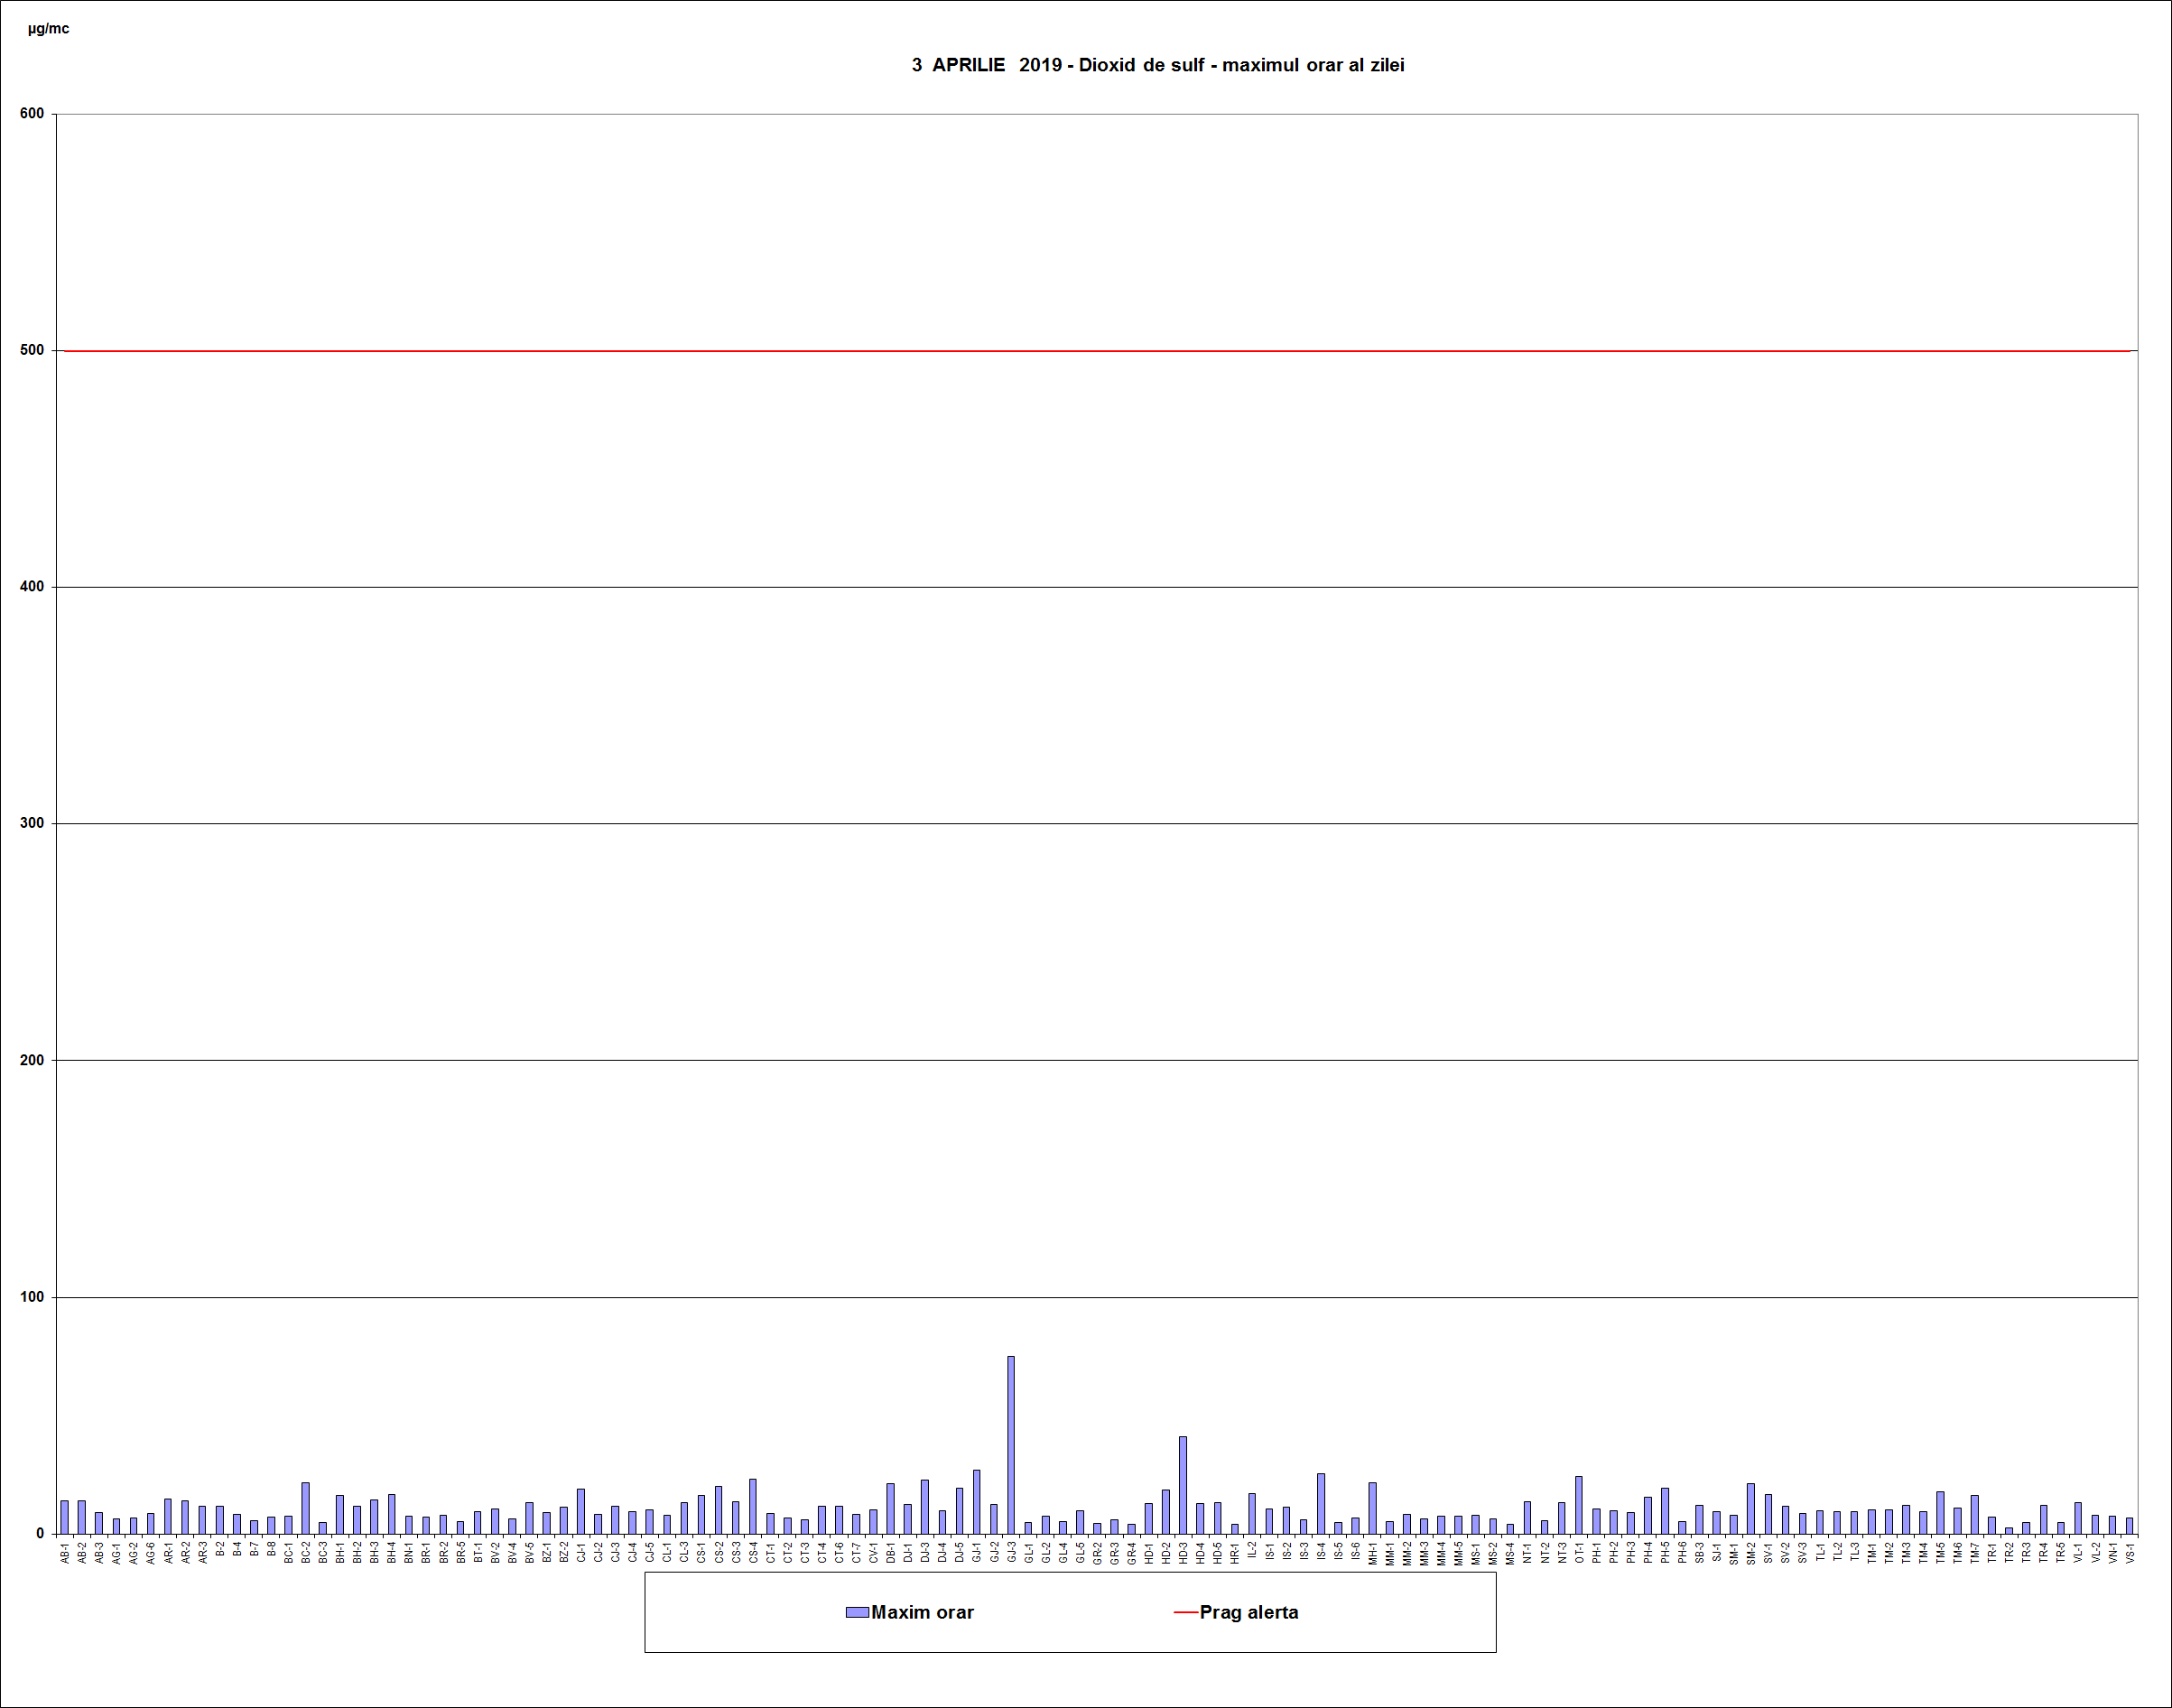 µg/mc
3 APRILIE 2019 - Dioxid de sulf - maximul orar al zilei
600
500
400
300
200
100
0
AB-1 AB-2 AB-3 AG-1 AG-2 AG-6 AR-1 AR-2 AR-3 B-2 B-4 B-7 B-8 BC-1 BC-2 BC-3 BH-1 BH-2 BH-3 BH-4 BN-1 BR-1 BR-2 BR-5 BT-1 BV-2 BV-4 BV-5 BZ-1 BZ-2 CJ-1 CJ-2 CJ-3 CJ-4 CJ-5 CL-1 CL-3 CS-1 CS-2 CS-3 CS-4 CT-1 CT-2 CT-3 CT-4 CT-6 CT-7 CV-1 DB-1 DJ-1 DJ-3 DJ-4 DJ-5 GJ-1 GJ-2 GJ-3 GL-1 GL-2 GL-4 GL-5 GR-2 GR-3 GR-4 HD-1 HD-2 HD-3 HD-4 HD-5 HR-1 IL-2 IS-1 IS-2 IS-3 IS-4 IS-5 IS-6 MH-1 MM-1 MM-2 MM-3 MM-4 MM-5 MS-1 MS-2 MS-4 NT-1 NT-2 NT-3 OT-1 PH-1 PH-2 PH-3 PH-4 PH-5 PH-6 SB-3 SJ-1 SM-1 SM-2 SV-1 SV-2 SV-3 TL-1 TL-2 TL-3 TM-1 TM-2 TM-3 TM-4 TM-5 TM-6 TM-7 TR-1 TR-2 TR-3 TR-4 TR-5 VL-1 VL-2 VN-1 VS-1
Maxim orar Prag alerta